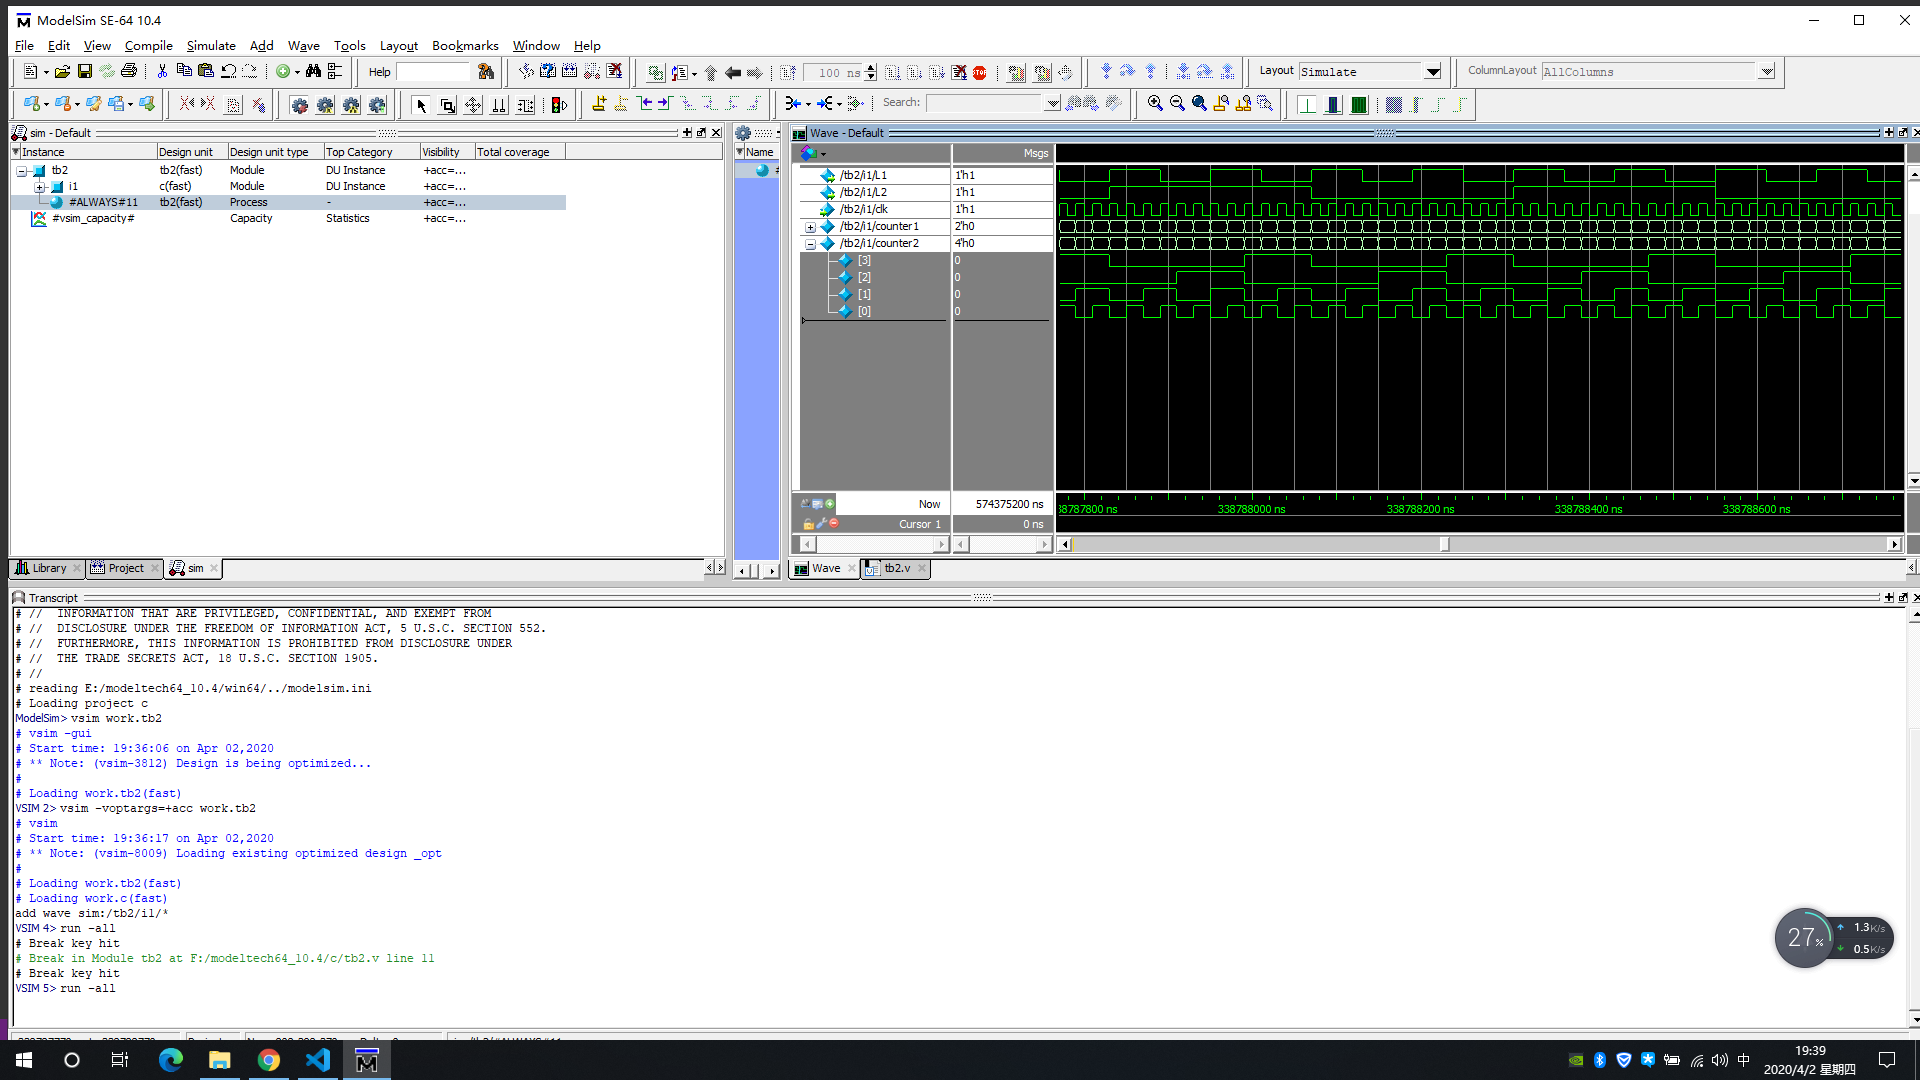 ModelSim SE-64 10.4
File Edit View Compile Simulate Add Wave Tools Layout Bookmarks Window Help
Help
100 ns
Layout Simulate
ColumnLayout AllColumns
Search:
sim - Default
Instance Design unit Design unit type Top Category Visibility Total coverage
tb2 tb2(fast) Module DU Instance +acc=...
i1 c(fast) Module DU Instance +acc=...
#ALWAYS#11 tb2(fast) Process - +acc=...
#vsim_capacity# Capacity Statistics +acc=...
Name
Wave - Default
Msgs
/tb2/i1/L1 1'h1
/tb2/i1/L2 1'h1
/tb2/i1/clk 1'h1
/tb2/i1/counter1 2'h0
/tb2/i1/counter2 4'h0
[3] 0
[2] 0
[1] 0
[0] 0
Now 574375200 ns
Cursor 1 0 ns
338788000 ns 338788200 ns 338788400 ns 338788600 ns
Library Project sim
Wave tb2.v
Transcript
# // INFORMATION THAT ARE PRIVILEGED, CONFIDENTIAL, AND EXEMPT FROM
# // DISCLOSURE UNDER THE FREEDOM OF INFORMATION ACT, 5 U.S.C. SECTION 552.
# // FURTHERMORE, THIS INFORMATION IS PROHIBITED FROM DISCLOSURE UNDER
# // THE TRADE SECRETS ACT, 18 U.S.C. SECTION 1905.
# //
# reading E:/modeltech64_10.4/win64/../modelsim.ini
# Loading project c
ModelSim> vsim work.tb2
# vsim -gui
# Start time: 19:36:06 on Apr 02,2020
# ** Note: (vsim-3812) Design is being optimized...
#
# Loading work.tb2(fast)
VSIM 2> vsim -voptargs=+acc work.tb2
# vsim
# Start time: 19:36:17 on Apr 02,2020
# ** Note: (vsim-8009) Loading existing optimized design _opt
#
# Loading work.tb2(fast)
# Loading work.c(fast)
add wave sim:/tb2/i1/*
VSIM 4> run -all
# Break key hit
# Break in Module tb2 at F:/modeltech64_10.4/c/tb2.v line 11
# Break key hit
VSIM 5> run -all
27%
1.3K/s
0.5K/s
中
19:39
2020/4/2 星期四